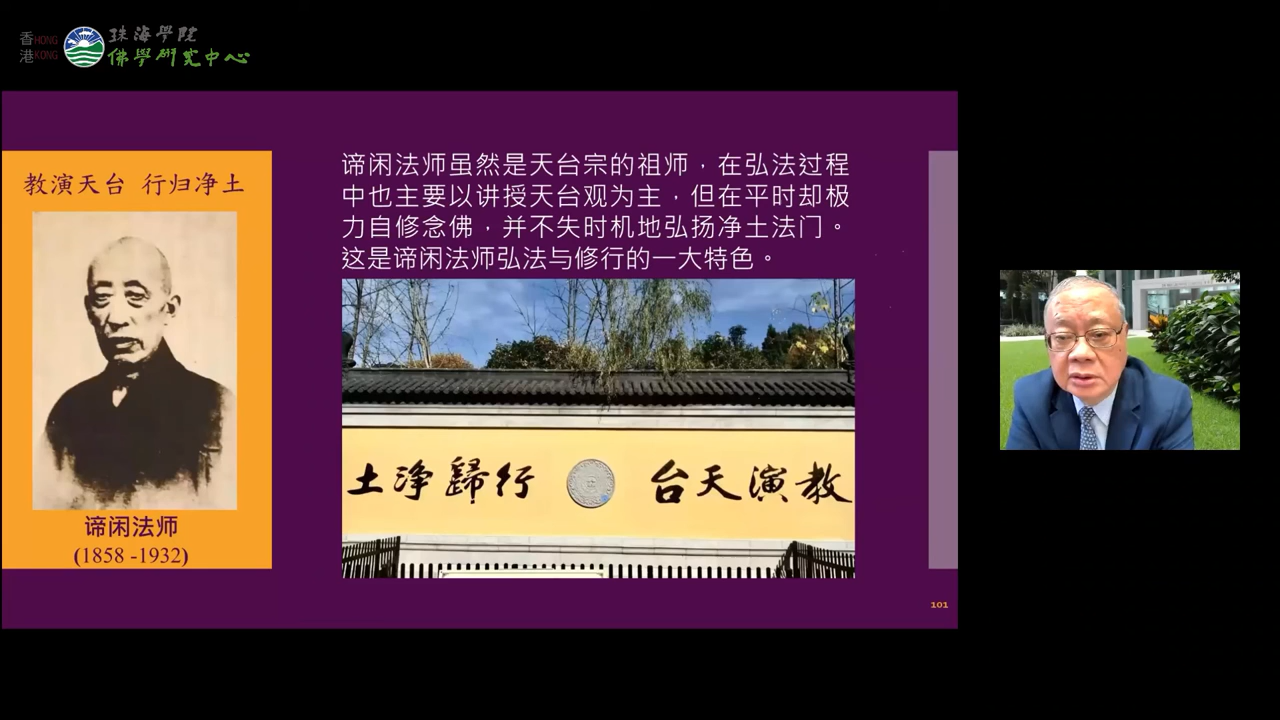 香港
HONG KONG
珠海學院
佛學研究中心
教演天台 行归净土
谛闲法师
(1858 -1932)
谛闲法师虽然是天台宗的祖师，在弘法过程
中也主要以讲授天台观为主，但在平时却极
力自修念佛，并不失时机地弘扬净土法门。
这是谛闲法师弘法与修行的一大特色。
教演天台 行歸淨土
101